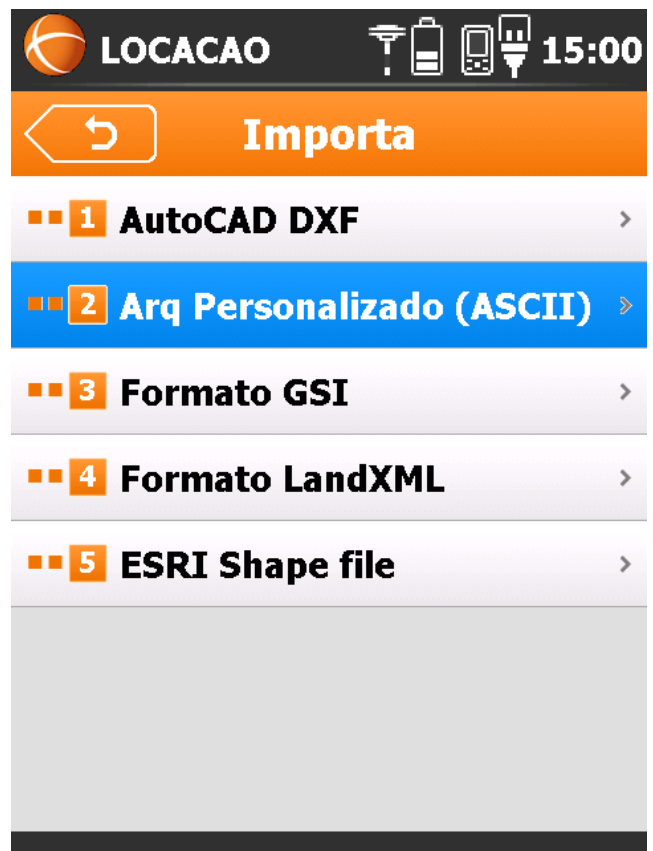 LOCACAO 15:00
Importa
1 AutoCAD DXF
2 Arq Personalizado (ASCII)
3 Formato GSI
4 Formato LandXML
5 ESRI Shape file